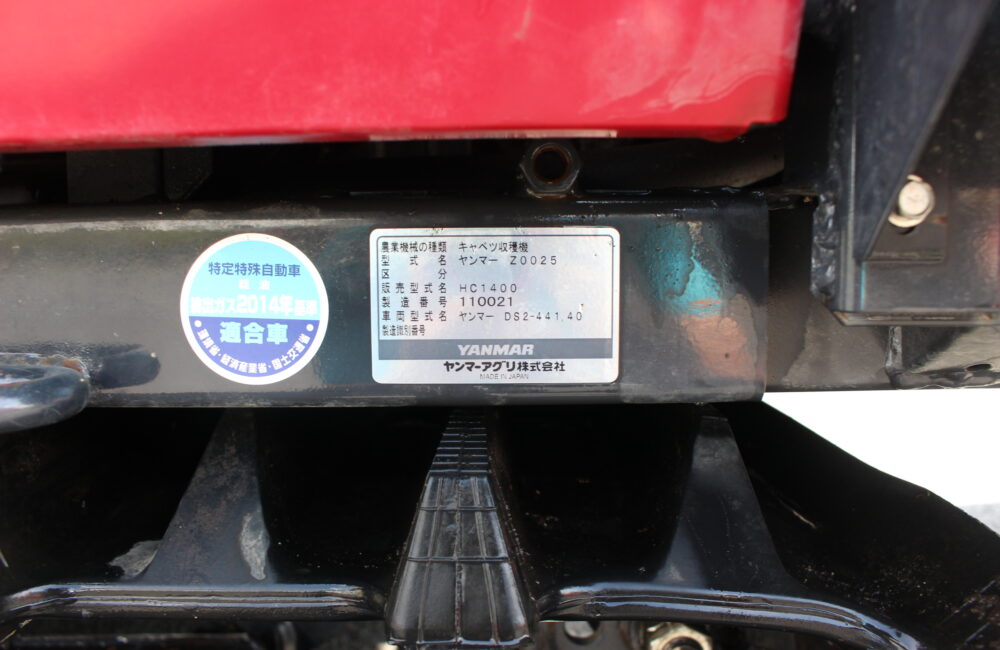 特定特殊自動車
排出ガス2014年基準
適合車
農業機械の種類 キャベツ収穫機
型式名 ヤンマー Z0025
区分
販売型式名 HC1400
製造番号 110021
車両型式名 ヤンマー DS2-441,40
製造識別番号
YANMAR
ヤンマーアグリ株式会社
MADE IN JAPAN